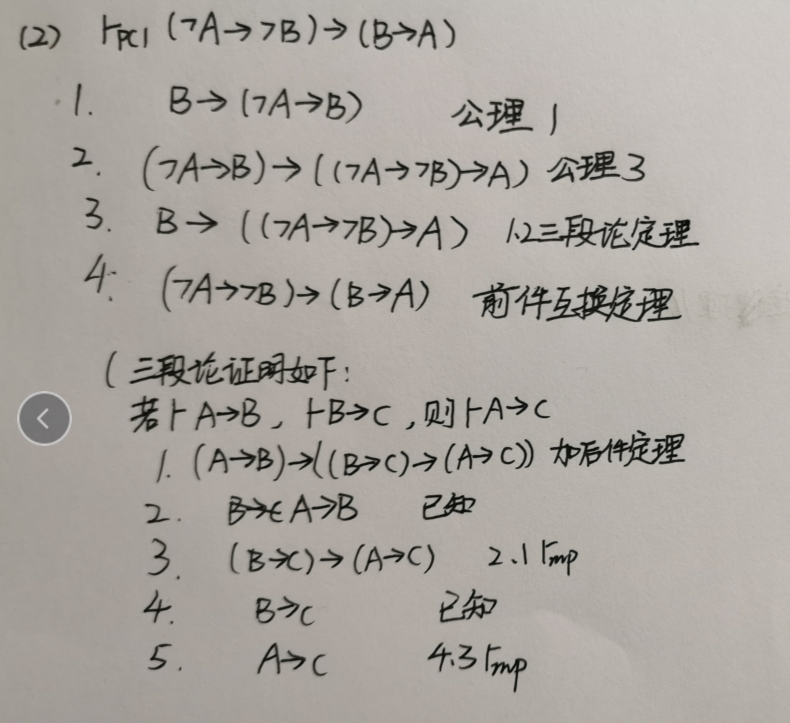 (2) ⊢PC1 (¬A→¬B)→(B→A)
1. B→(¬A→B) 公理1
2. (¬A→B)→((¬A→¬B)→A) 公理3
3. B→((¬A→¬B)→A) 1.2三段论定理
4. (¬A→¬B)→(B→A) 前件互换定理
(三段论证明如下:
若⊢A→B, ⊢B→C,则⊢A→C
1. (A→B)→((B→C)→(A→C)) 加后件定理
2. A→B 已知
3. (B→C)→(A→C) 2.1 rmp
4. B→C 已知
5. A→C 4.3 rmp